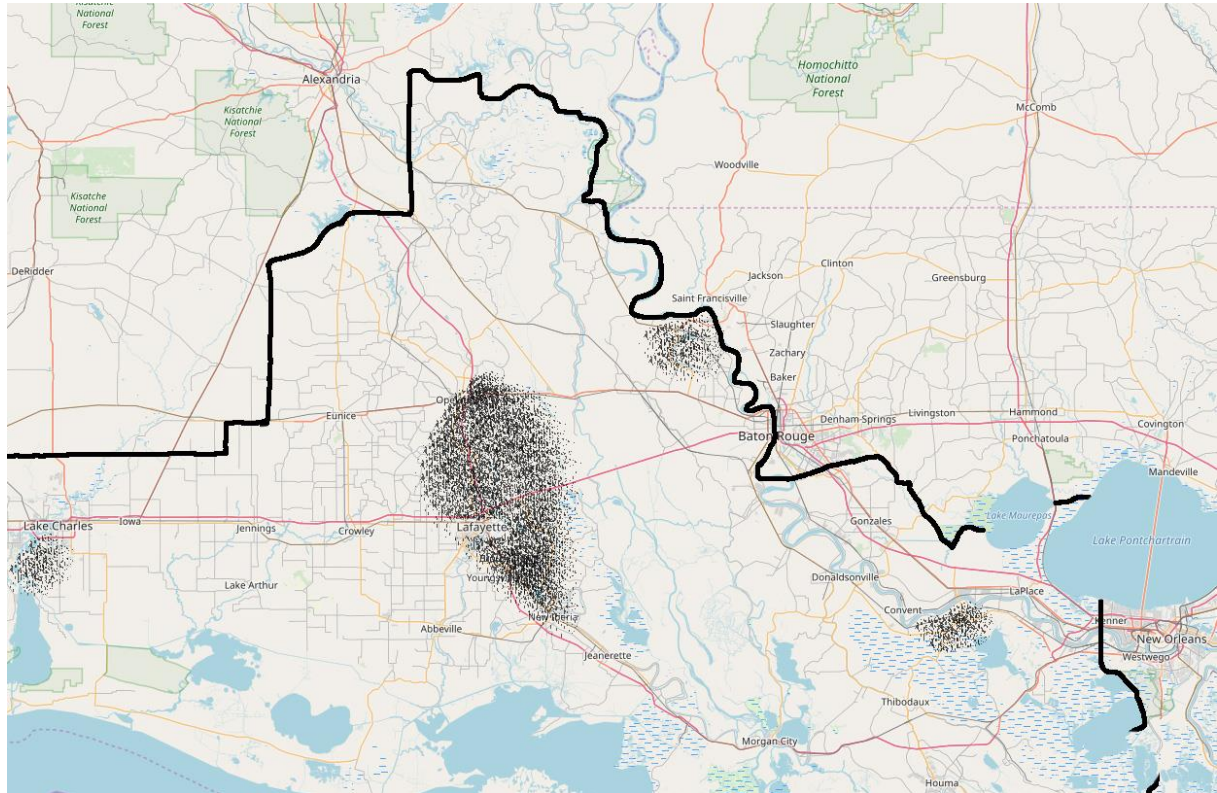 Kisatchie
National
Forest
Alexandria
Homochitto
National
Forest
McComb
Kisatchie
National
Forest
Woodville
Kisatche
National
Forest
DeRidder
Clinton
Jackson
Greensburg
Saint Francisville
Slaughter
Zachary
Baker
Eunice
Denham Springs
Livingston
Hammond
Covington
Baton Rouge
Ponchatoula
Mandeville
Lake Charles
Iowa
Jennings
Crowley
Lafayette
Gonzales
Lake Maurepas
Lake Pontchartrain
Lake Arthur
Donaldsonville
LaPlace
Convent
Kenner
New Orleans
Abbeville
New Iberia
Westwego
Jeanerette
Thibodaux
Morgan City
Houma